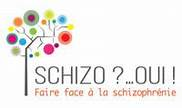 SCHIZO ?...OUI !
Faire face à la schizophrénie